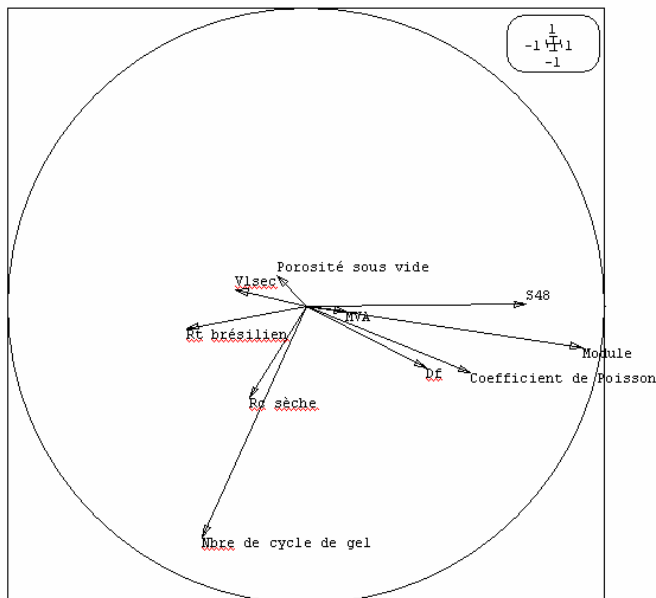 1
-1 1
-1
Porosité sous vide
Vlsec
S48
MVA
Rt brésilien
Module
Df
Coefficient de Poisson
Rc sèche
Nbre de cycle de gel